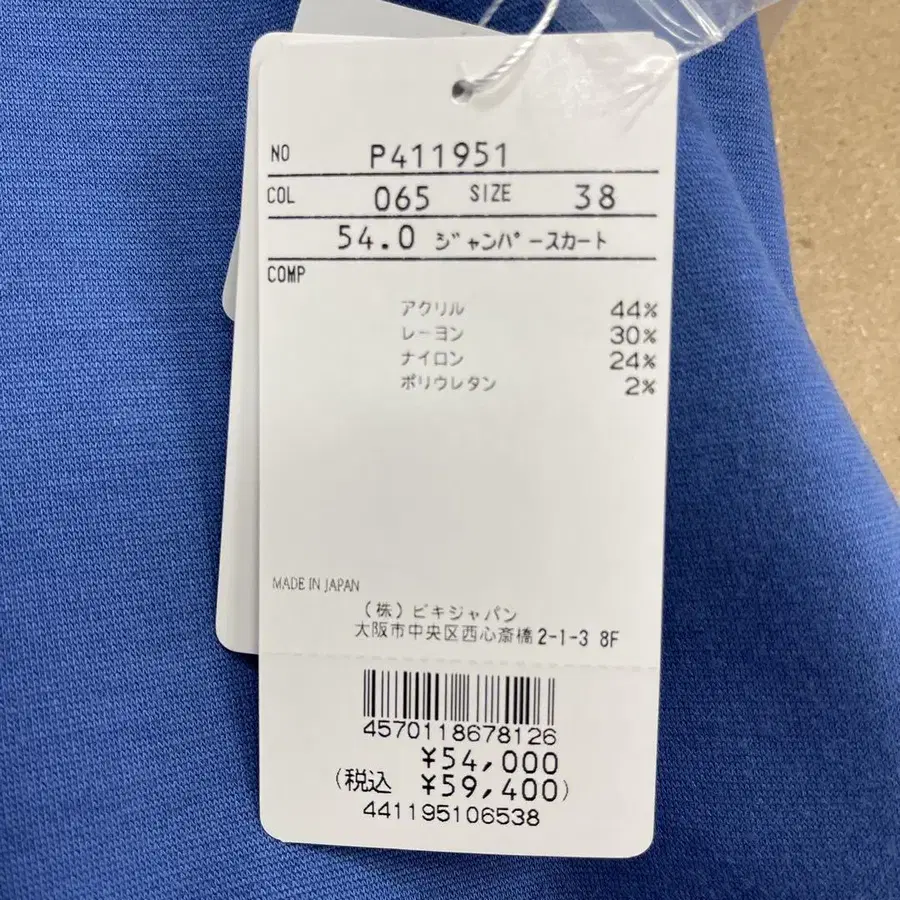 NO P411951
COL 065 SIZE 38
54.0 ジャンパースカート
COMP
アクリル 44%
レーヨン 30%
ナイロン 24%
ポリウレタン 2%
MADE IN JAPAN
(株)ビキジャパン
大阪市中央区西心斎橋2-1-3 8F
4570118678126
¥54,000
(税込 ¥59,400)
441195106538